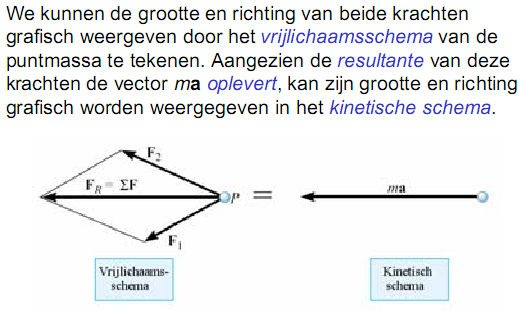 We kunnen de grootte en richting van beide krachten
grafisch weergeven door het vrijlichaamsschema van de
puntmassa te tekenen. Aangezien de resultante van deze
krachten de vector ma oplevert, kan zijn grootte en richting
grafisch worden weergegeven in het kinetische schema.
F2
FR = ΣF
P
=
ma
F1
Vrijlichaams-
schema
Kinetisch
schema